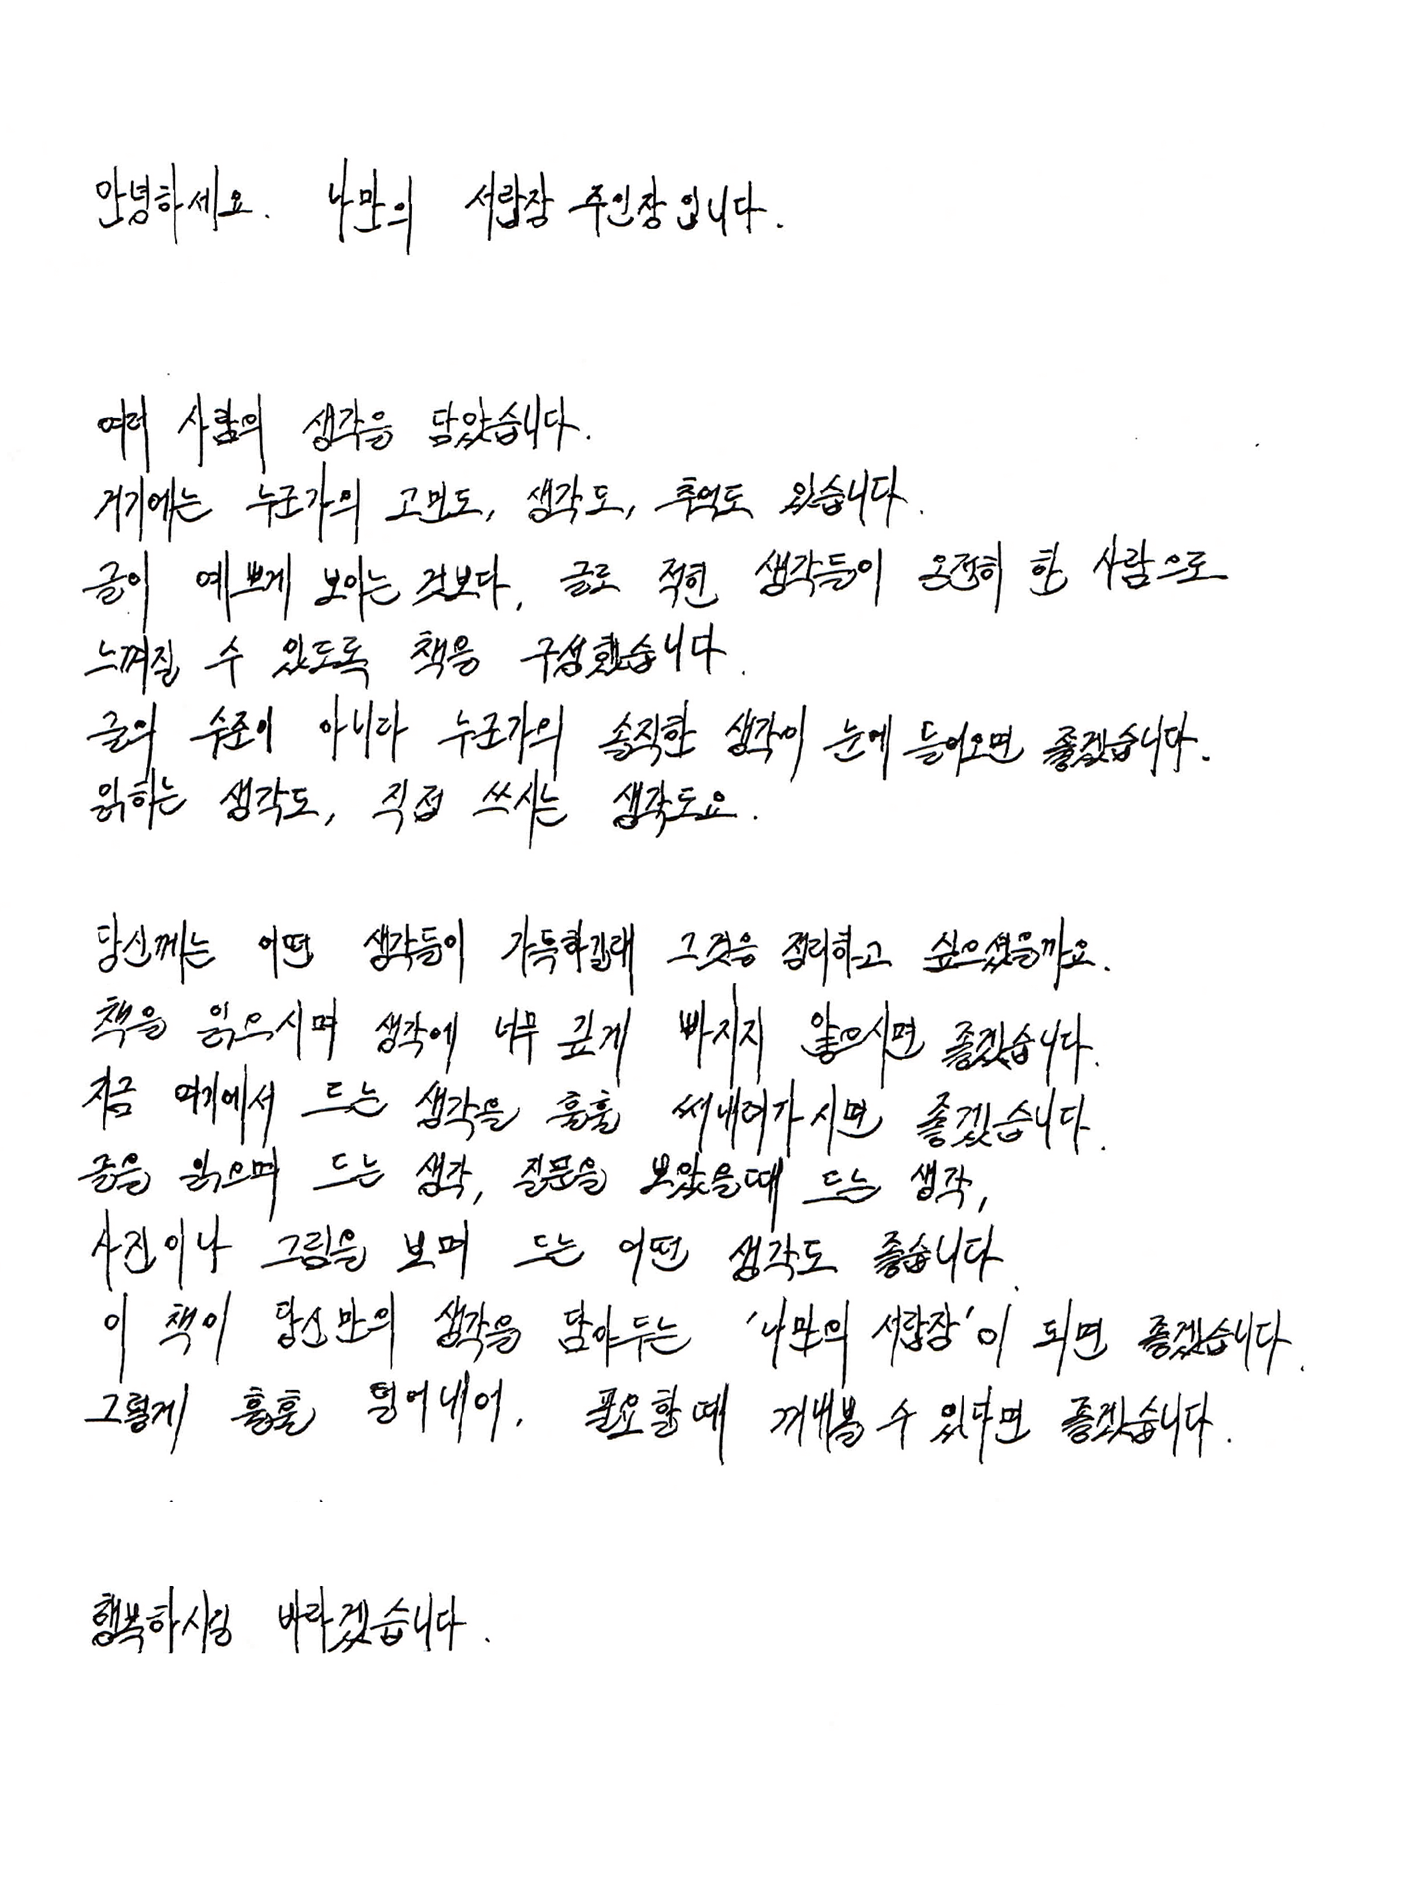 안녕하세요. 나만의 서랍장 주인장입니다.
여러 사람의 생각을 담았습니다.
거기에는 누군가의 고민도, 생각도, 추억도 있습니다.
글이 예쁘게 보이는 것보다, 글로 적힌 생각들이 온전히 한 사람으로
느껴질 수 있도록 책을 구성했습니다.
글의 수준이 아니라 누군가의 솔직한 생각이 눈에 들어오면 좋겠습니다.
읽히는 생각도, 직접 쓰시는 생각도요.
당신께는 어떤 생각들이 가득하길래 그것을 정리하고 싶으셨을까요.
책을 읽으시며 생각에 너무 깊게 빠지지 않으시면 좋겠습니다.
지금 여기에서 드는 생각을 훌훌 써내려가시면 좋겠습니다.
글을 읽으며 드는 생각, 질문을 보았을때 드는 생각,
사진이나 그림을 보며 드는 어떤 생각도 좋습니다.
이 책이 당신만의 생각을 담아두는 '나만의 서랍장'이 되면 좋겠습니다.
그렇게 훌훌 털어내어, 필요할때 꺼내볼 수 있다면 좋겠습니다.
행복하시길 바라겠습니다.